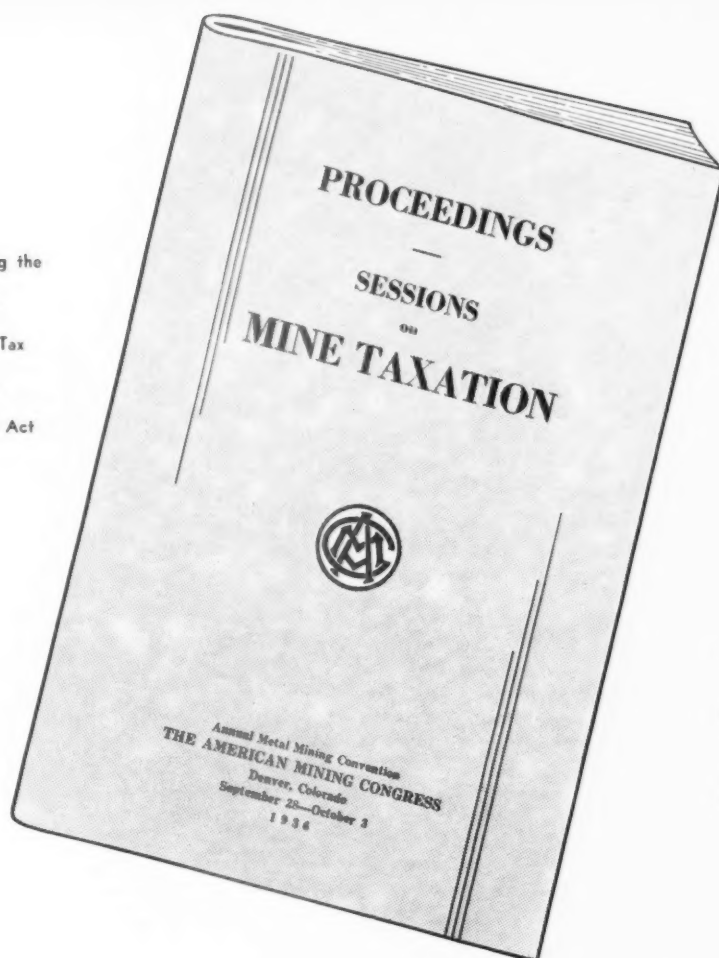 g the
Tax
Act
PROCEEDINGS
—
SESSIONS
on
MINE TAXATION
AMC
Annual Metal Mining Convention
THE AMERICAN MINING CONGRESS
Denver, Colorado
September 28—October 3
1936